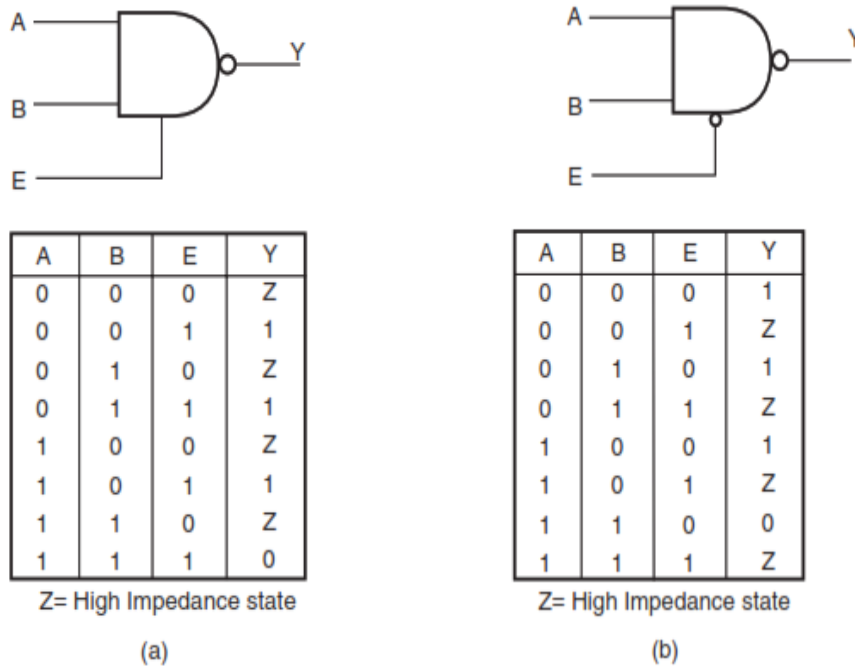 A
B
E
Y
A B E Y
0 0 0 Z
0 0 1 1
0 1 0 Z
0 1 1 1
1 0 0 Z
1 0 1 1
1 1 0 Z
1 1 1 0
Z= High Impedance state
(a)
A
B
E
Y
A B E Y
0 0 0 1
0 0 1 Z
0 1 0 1
0 1 1 Z
1 0 0 1
1 0 1 Z
1 1 0 0
1 1 1 Z
Z= High Impedance state
(b)